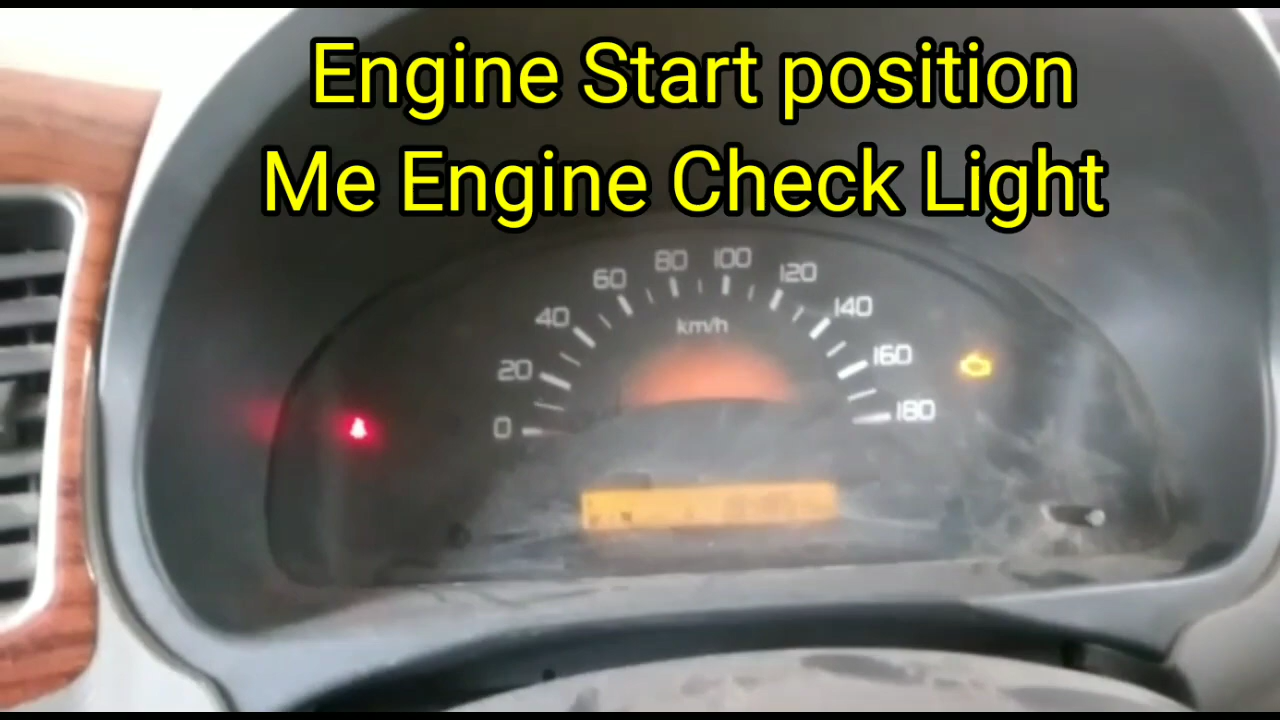 Engine Start position
Me Engine Check Light
80 100
60 120
40 140
km/h
20 160
0 180